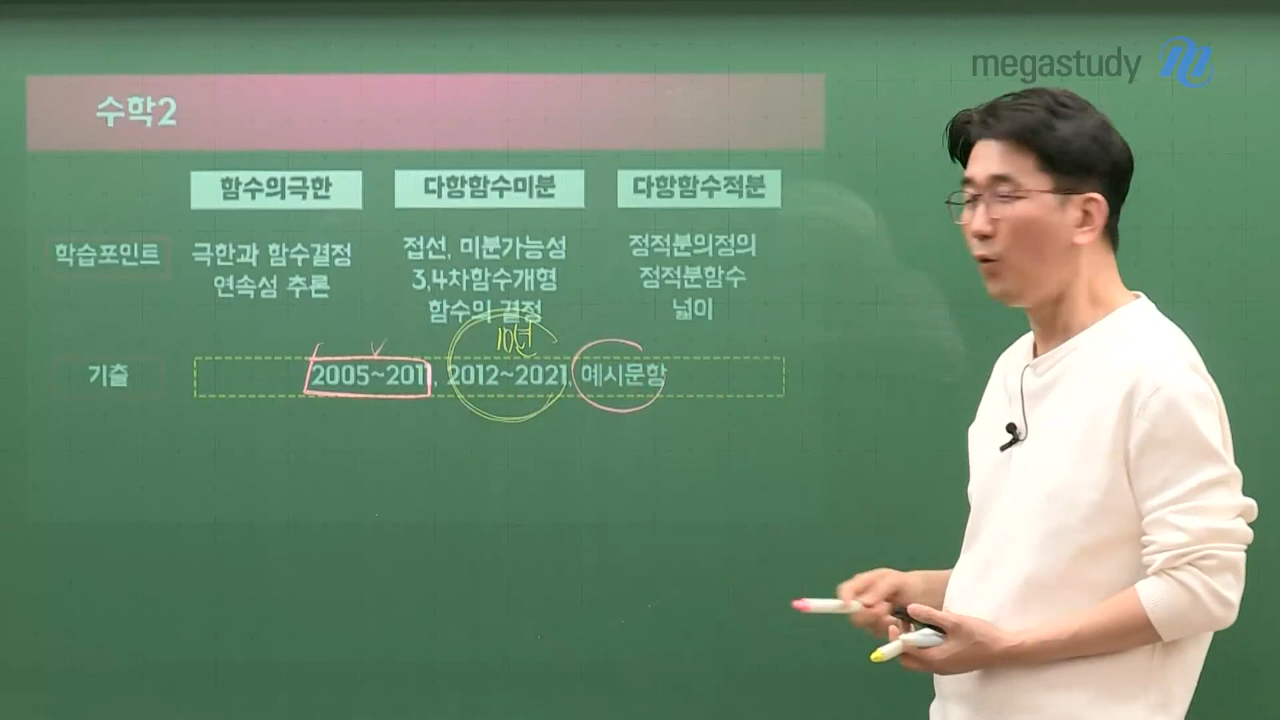 megastudy
수학2
함수의극한 다항함수미분 다항함수적분
학습포인트 극한과 함수결정 접선, 미분가능성 정적분의정의
연속성 추론 3,4차함수개형 정적분함수
함수의 결정 넓이
10년
기출 2005~2011, 2012~2021, 예시문항